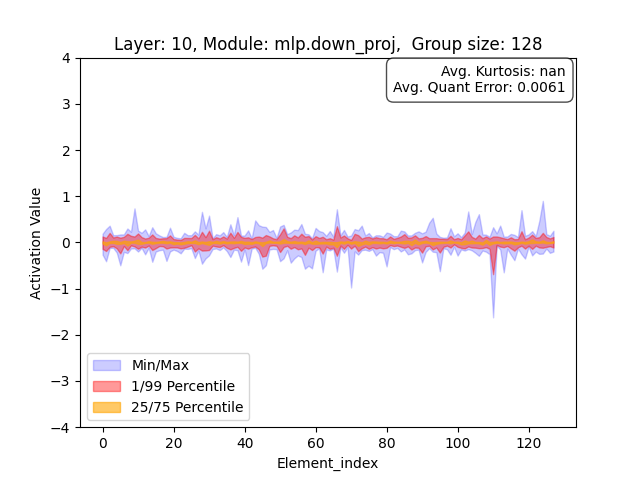 Layer: 10, Module: mlp.down_proj,  Group size: 128
Avg. Kurtosis: nan
Avg. Quant Error: 0.0061
4
3
2
1
0
−1
−2
−3
−4
Activation Value
Min/Max
1/99 Percentile
25/75 Percentile
0 20 40 60 80 100 120
Element_index